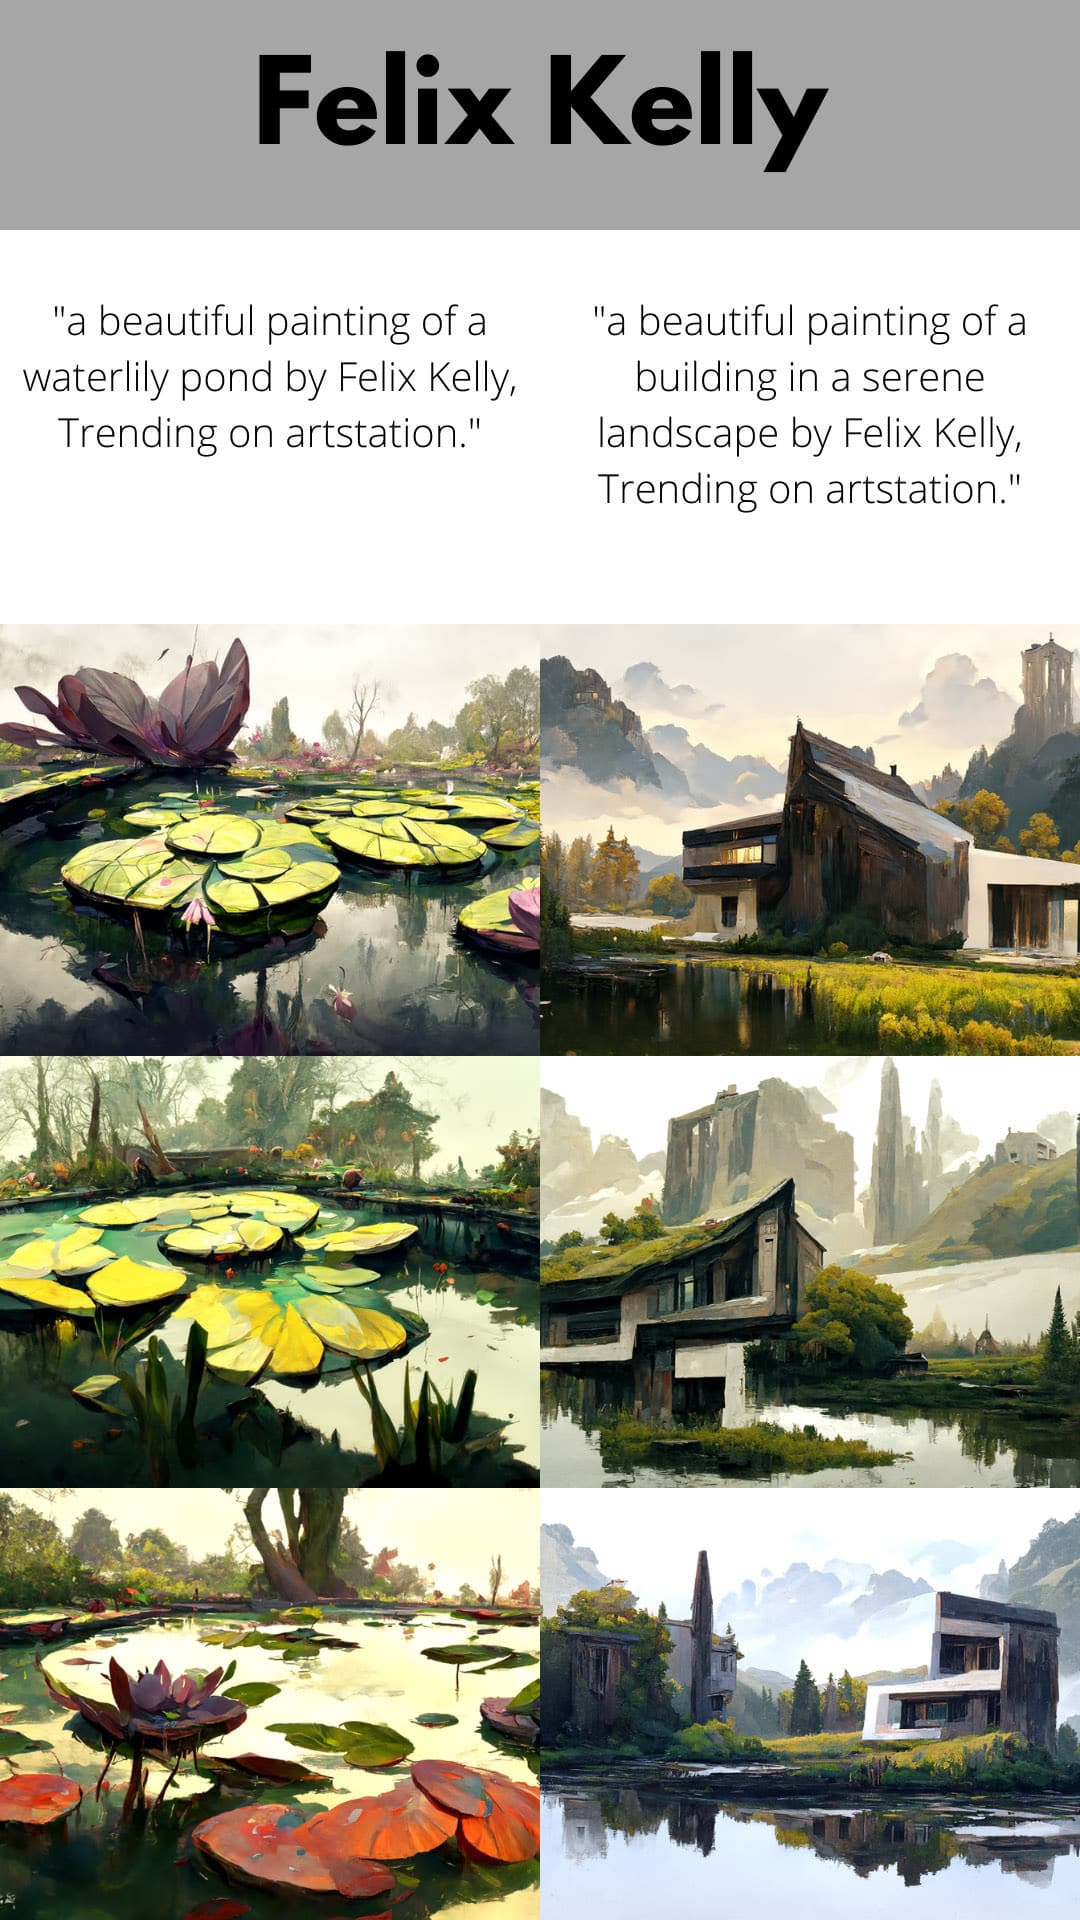 Felix Kelly
"a beautiful painting of a
waterlily pond by Felix Kelly,
Trending on artstation."
"a beautiful painting of a
building in a serene
landscape by Felix Kelly,
Trending on artstation."